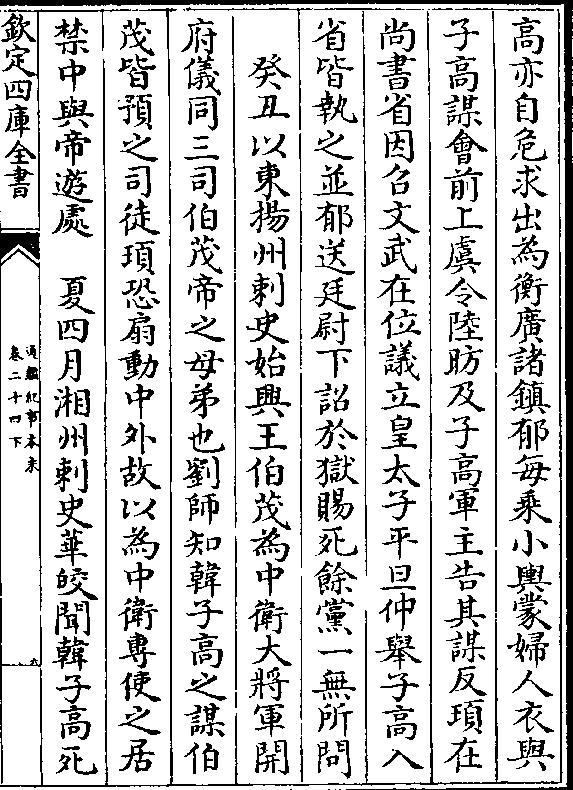 高亦自危求出為衡廣諸鎮郁每乘小輿蒙婦人衣與
子高謀會前上虞令陸昉及子高軍主告其謀反頊在
尚書省因召文武在位議立皇太子平旦仲舉子高入
省皆執之並郁送廷尉下詔於獄賜死餘黨一無所問
癸丑以東揚州刺史始興王伯茂為中衛大將軍開
府儀同三司伯茂帝之母弟也劉師知韓子高之謀伯
茂皆預之司徒頊恐扇動中外故以為中衛專使之居
禁中與帝遊處　夏四月湘州刺史華皎聞韓子高死
欽定四庫全書
通鑑紀事本末
卷二十四下
九